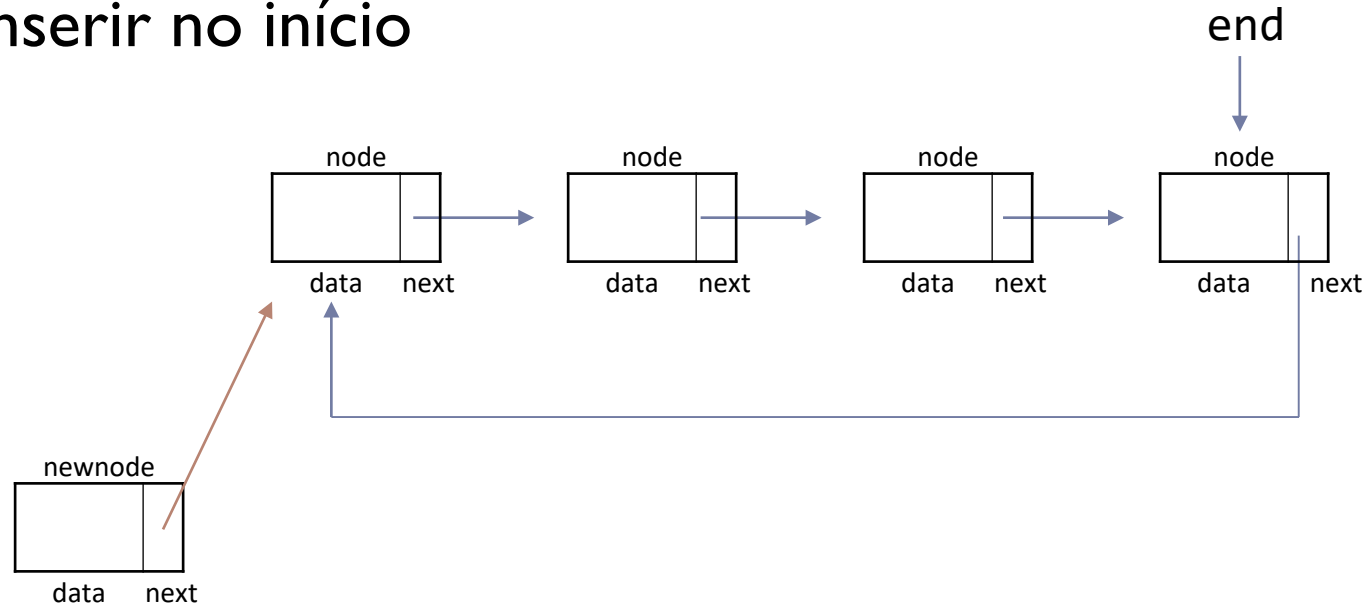 nserir no início
end
node node node node
data next data next data next data next
newnode
data next